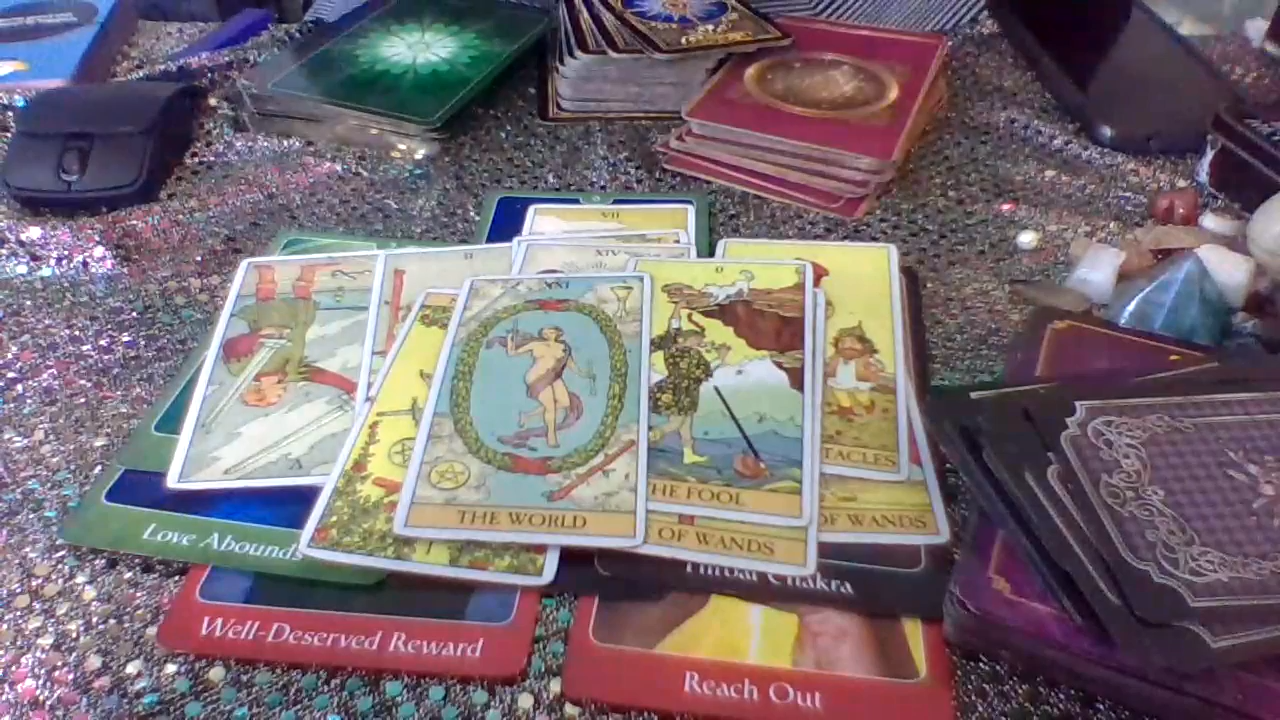 VII
XIV
II
XXI
0
V
TACLES
THE WORLD
HE FOOL
OF WANDS
OF WANDS
Love Abounds
Throat Chakra
Well-Deserved Reward
Reach Out